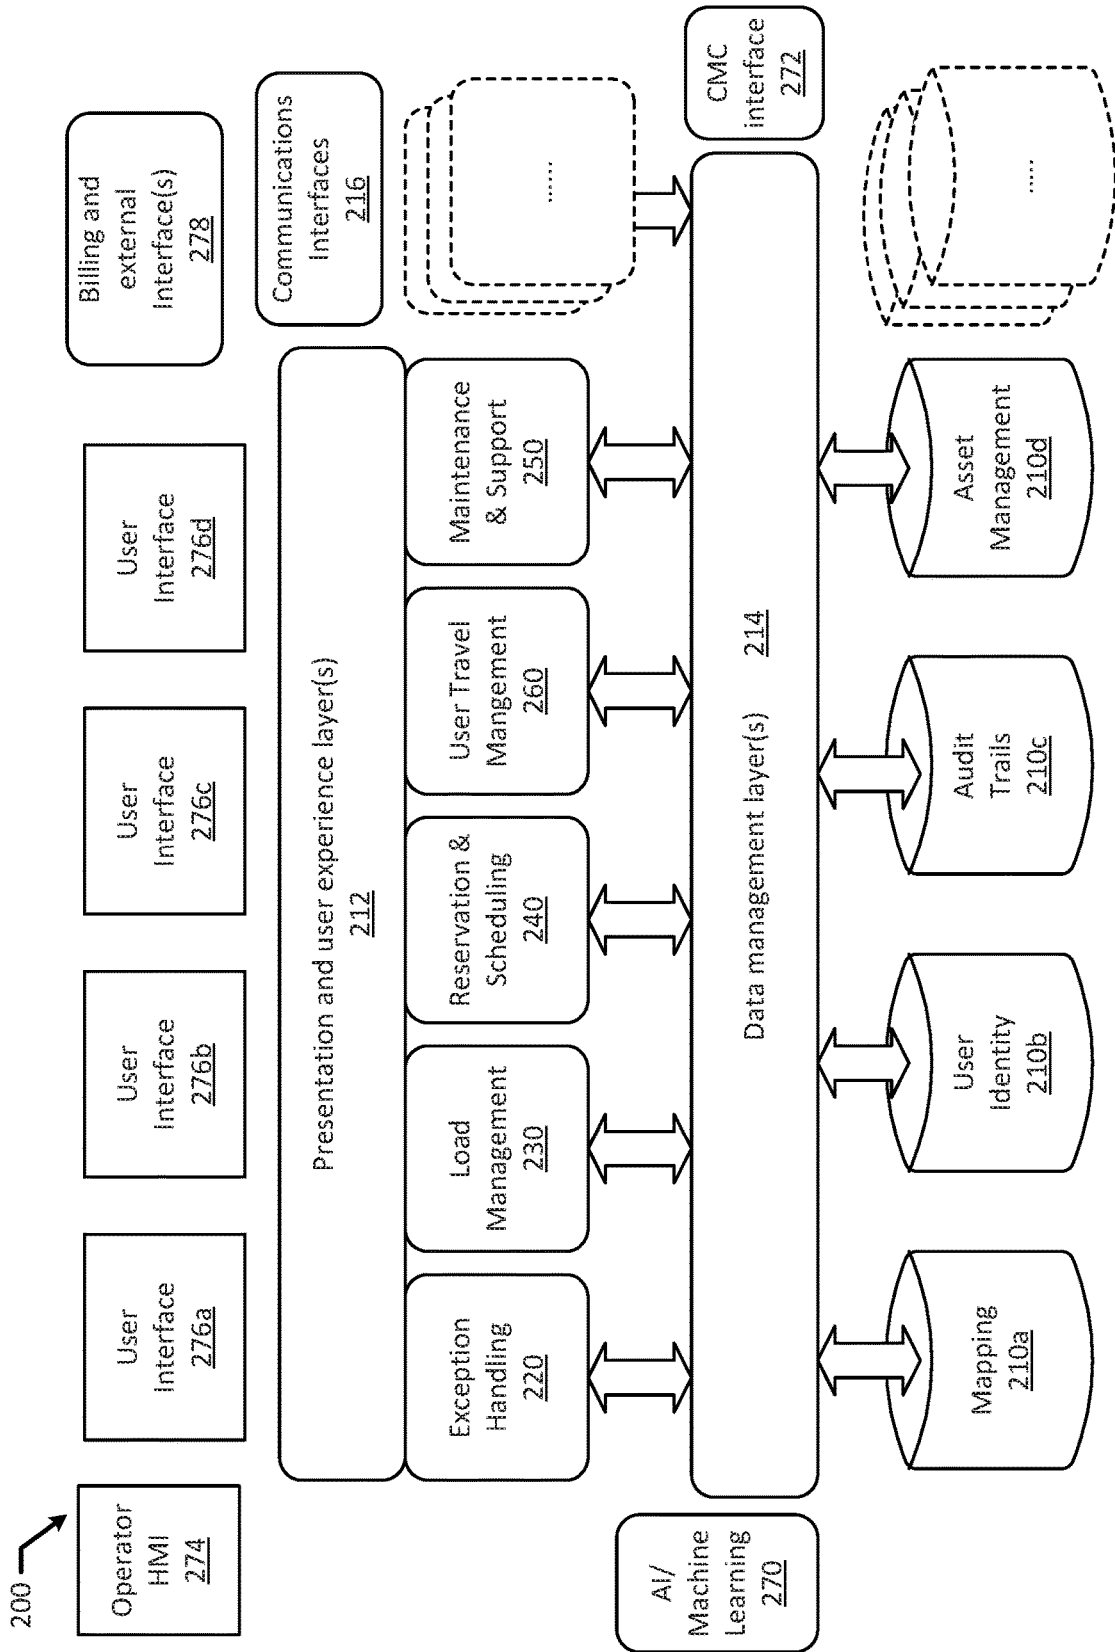 200
Operator
HMI
274
User
Interface
276a
User
Interface
276b
User
Interface
276c
User
Interface
276d
Billing and
external
Interface(s)
278
Presentation and user experience layer(s)
212
Communications
Interfaces
216
Exception
Handling
220
Load
Management
230
Reservation &
Scheduling
240
User Travel
Mangement
260
Maintenance
& Support
250
......
AI/
Machine
Learning
270
Data management layer(s)
214
CMC
interface
272
Mapping
210a
User
Identity
210b
Audit
Trails
210c
Asset
Management
210d
.....